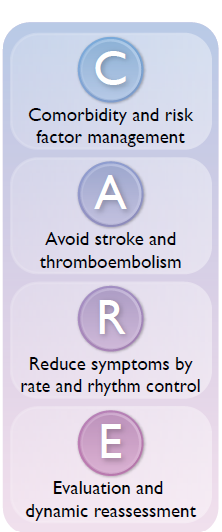 C
Comorbidity and risk
factor management
A
Avoid stroke and
thromboembolism
R
Reduce symptoms by
rate and rhythm control
E
Evaluation and
dynamic reassessment